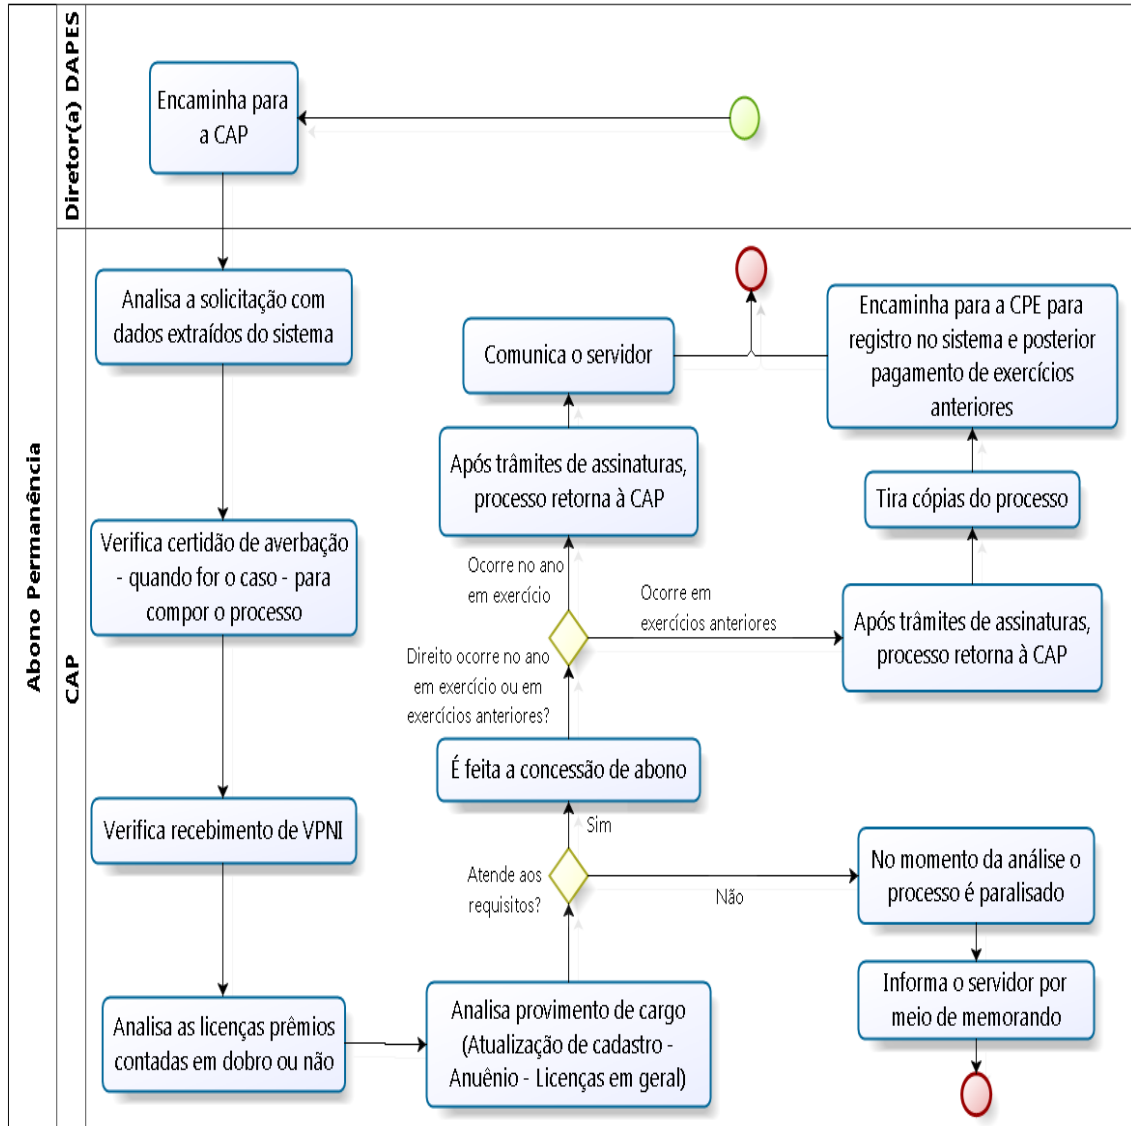 Abono Permanência
Diretor(a) DAPES
Encaminha para
a CAP
CAP
Analisa a solicitação com
dados extraídos do sistema
Verifica certidão de averbação
- quando for o caso - para
compor o processo
Verifica recebimento de VPNI
Analisa as licenças prêmios
contadas em dobro ou não
Analisa provimento de cargo
(Atualização de cadastro -
Anuênio - Licenças em geral)
Atende aos
requisitos?
Sim
Não
É feita a concessão de abono
Direito ocorre no ano
em exercício ou em
exercícios anteriores?
Ocorre no ano
em exercício
Ocorre em
exercícios anteriores
Após trâmites de assinaturas,
processo retorna à CAP
Comunica o servidor
Após trâmites de assinaturas,
processo retorna à CAP
Tira cópias do processo
Encaminha para a CPE para
registro no sistema e posterior
pagamento de exercícios
anteriores
No momento da análise o
processo é paralisado
Informa o servidor por
meio de memorando